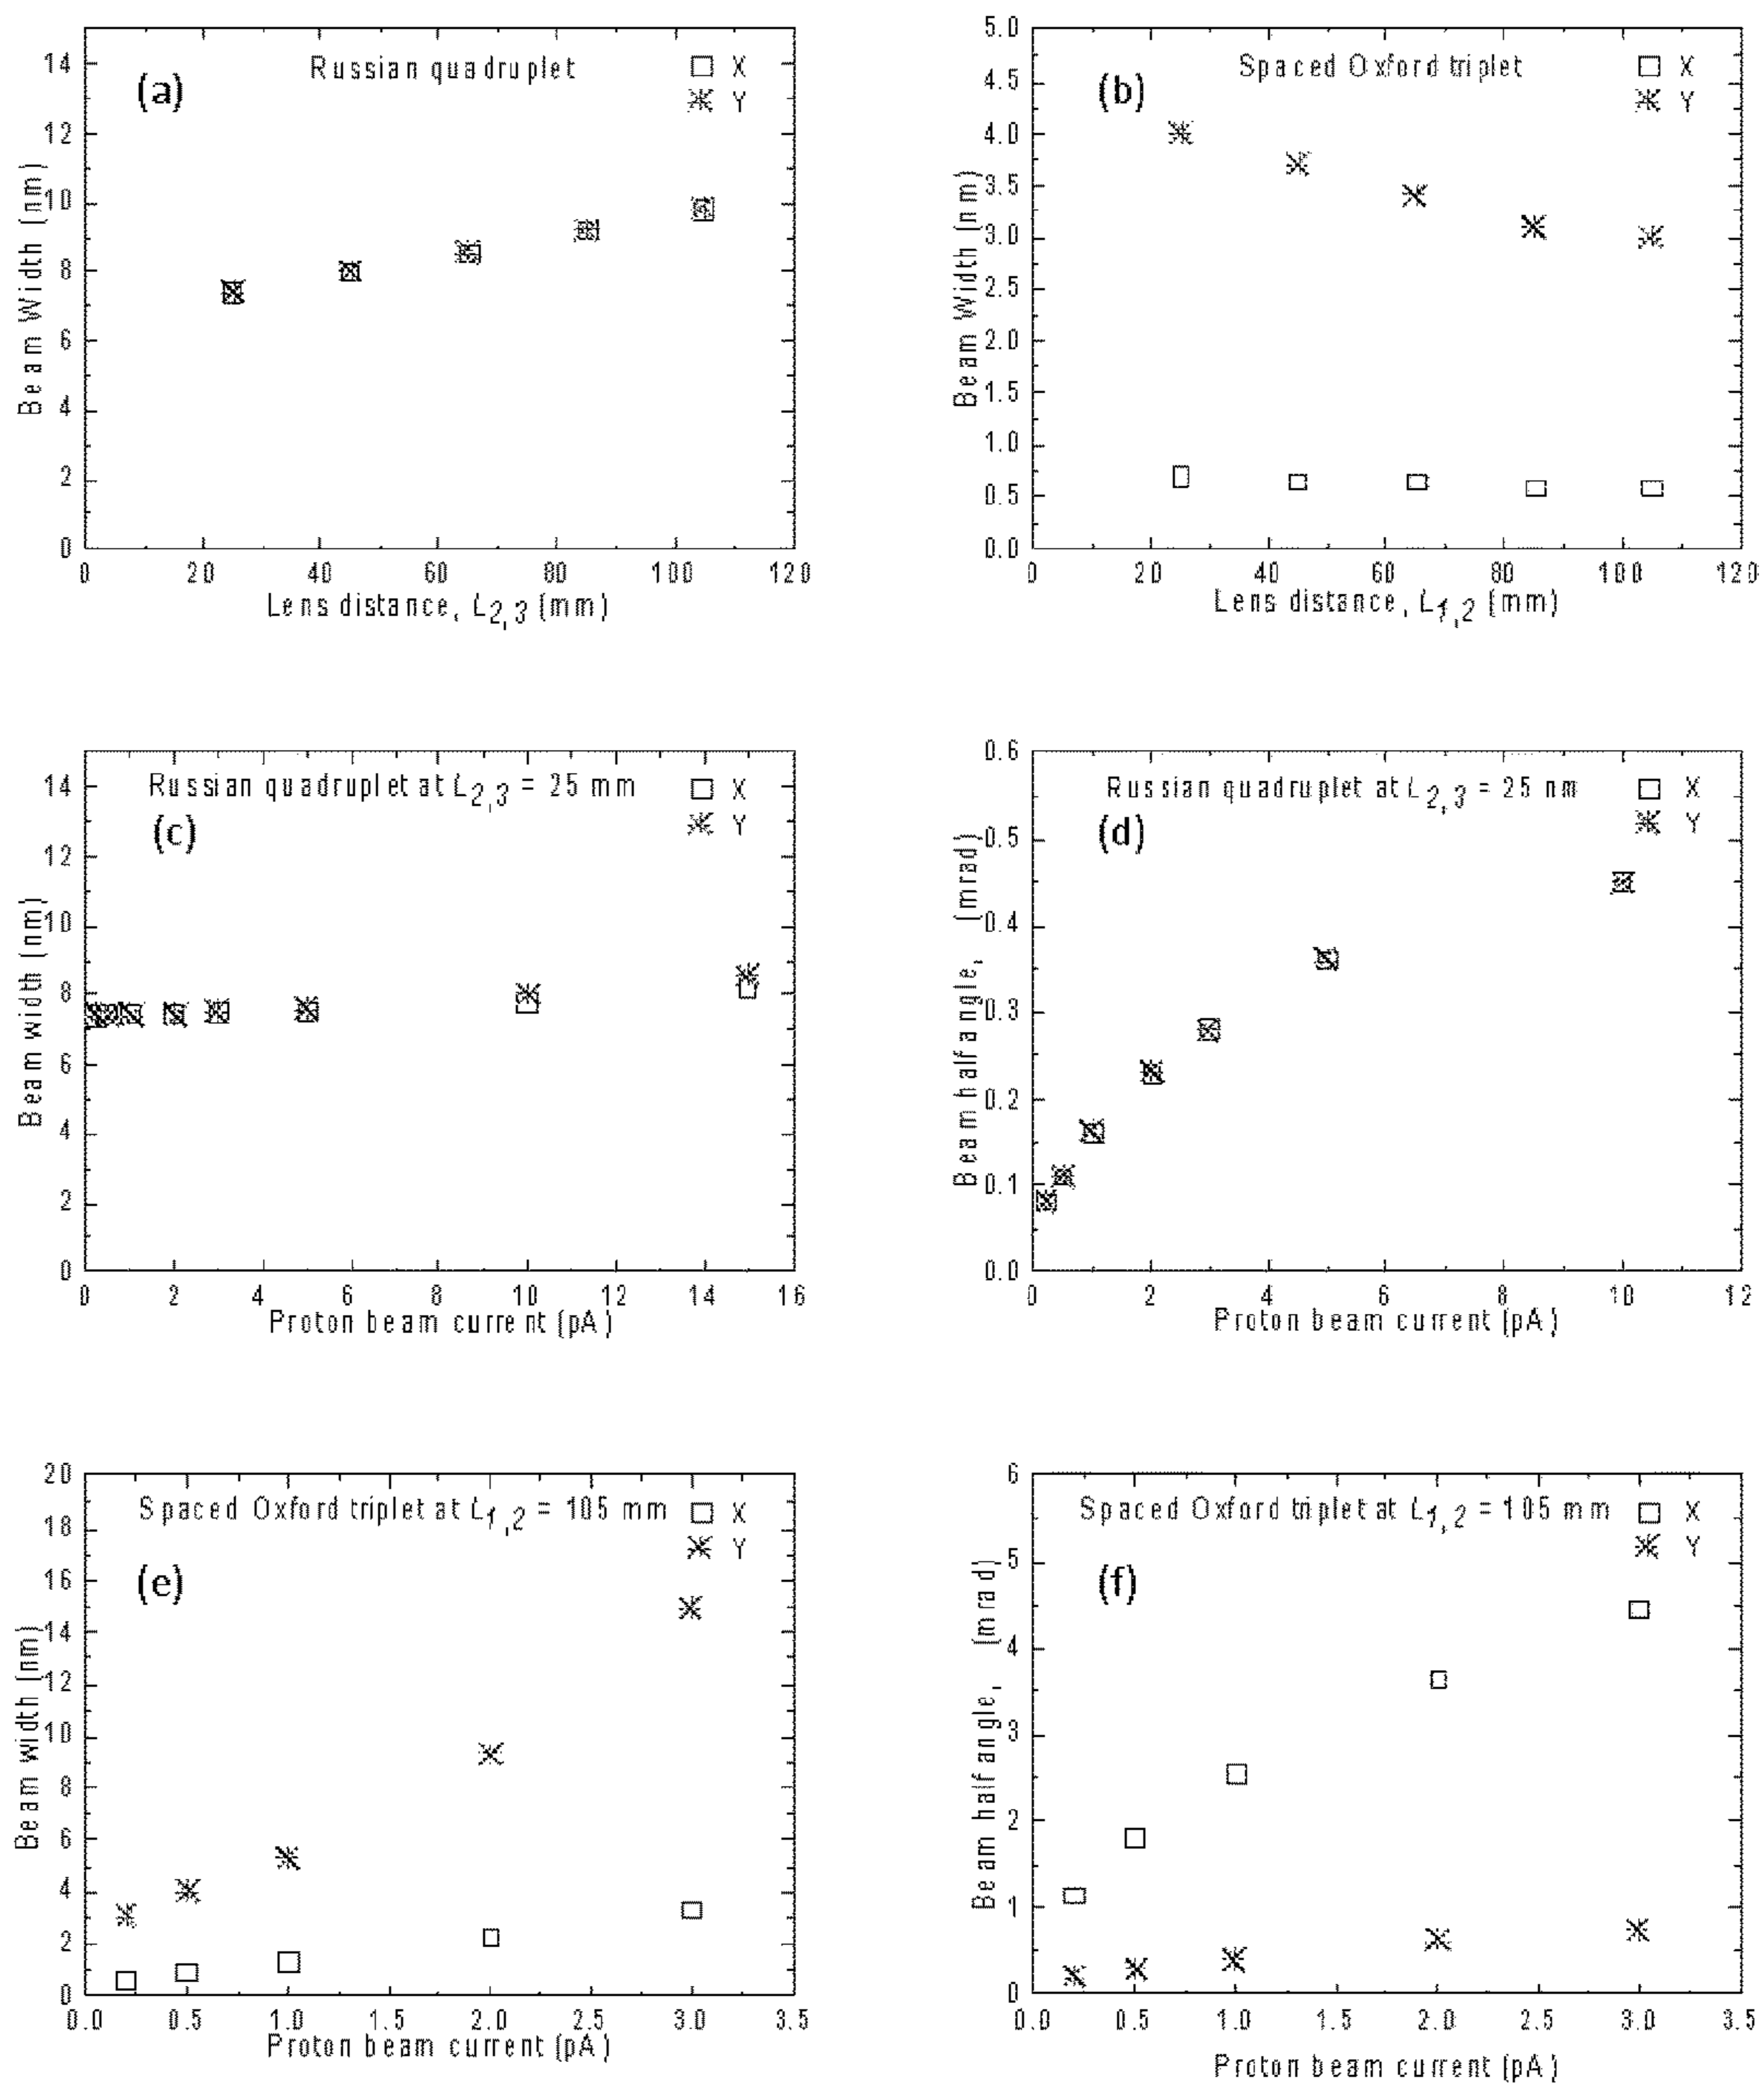 (a) Russian quadruplet
X
Y
14
12
10
8
6
4
2
0
Beam Width (nm)
0 20 40 60 80 100 120
Lens distance, L2,3 (mm)
(b) Spaced Oxford triplet
X
Y
5.0
4.5
4.0
3.5
3.0
2.5
2.0
1.5
1.0
0.5
0.0
Beam Width (nm)
0 20 40 60 80 100 120
Lens distance, L1,2 (mm)
Russian quadruplet at L2,3 = 25 mm
(c)
X
Y
14
12
10
8
6
4
2
0
Beam width (nm)
0 2 4 6 8 10 12 14 16
Proton beam current (pA)
Russian quadruplet at L2,3 = 25 nm
(d)
X
Y
0.6
0.5
0.4
0.3
0.2
0.1
0.0
Beam half angle, (mrad)
0 2 4 6 8 10 12
Proton beam current (pA)
Spaced Oxford triplet at L1,2 = 105 mm
(e)
X
Y
20
18
16
14
12
10
8
6
4
2
0
Beam width (nm)
0.0 0.5 1.0 1.5 2.0 2.5 3.0 3.5
Proton beam current (pA)
Spaced Oxford triplet at L1,2 = 105 mm
(f)
X
Y
6
5
4
3
2
1
0
Beam half angle, (mrad)
0.0 0.5 1.0 1.5 2.0 2.5 3.0 3.5
Proton beam current (pA)